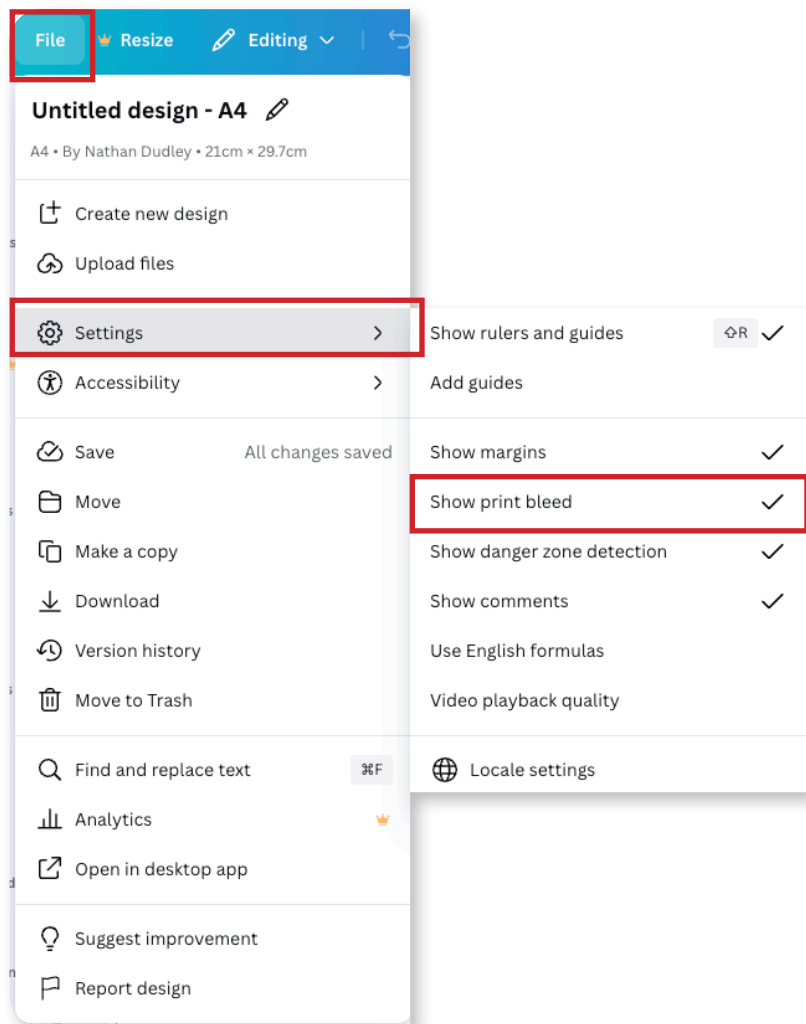 File Resize Editing
Untitled design - A4
A4 • By Nathan Dudley • 21cm × 29.7cm
Create new design
Upload files
Settings
Accessibility
Save All changes saved
Move
Make a copy
Download
Version history
Move to Trash
Find and replace text ⌘F
Analytics
Open in desktop app
Suggest improvement
Report design
Show rulers and guides ⇧R
Add guides
Show margins
Show print bleed
Show danger zone detection
Show comments
Use English formulas
Video playback quality
Locale settings